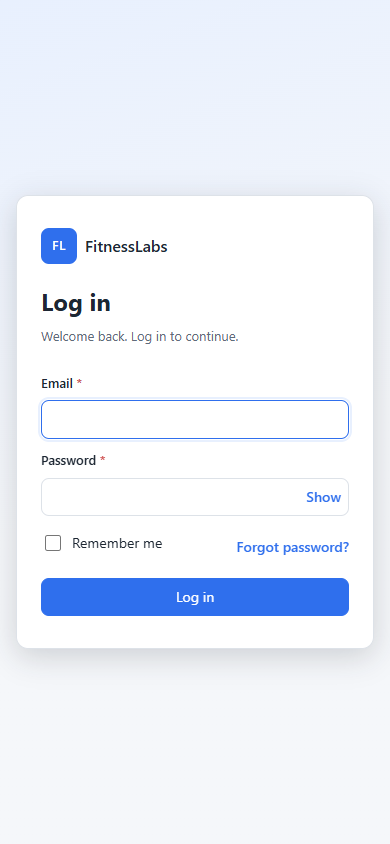 FL FitnessLabs
Log in
Welcome back. Log in to continue.
Email *
Password *
Show
Remember me Forgot password?
Log in